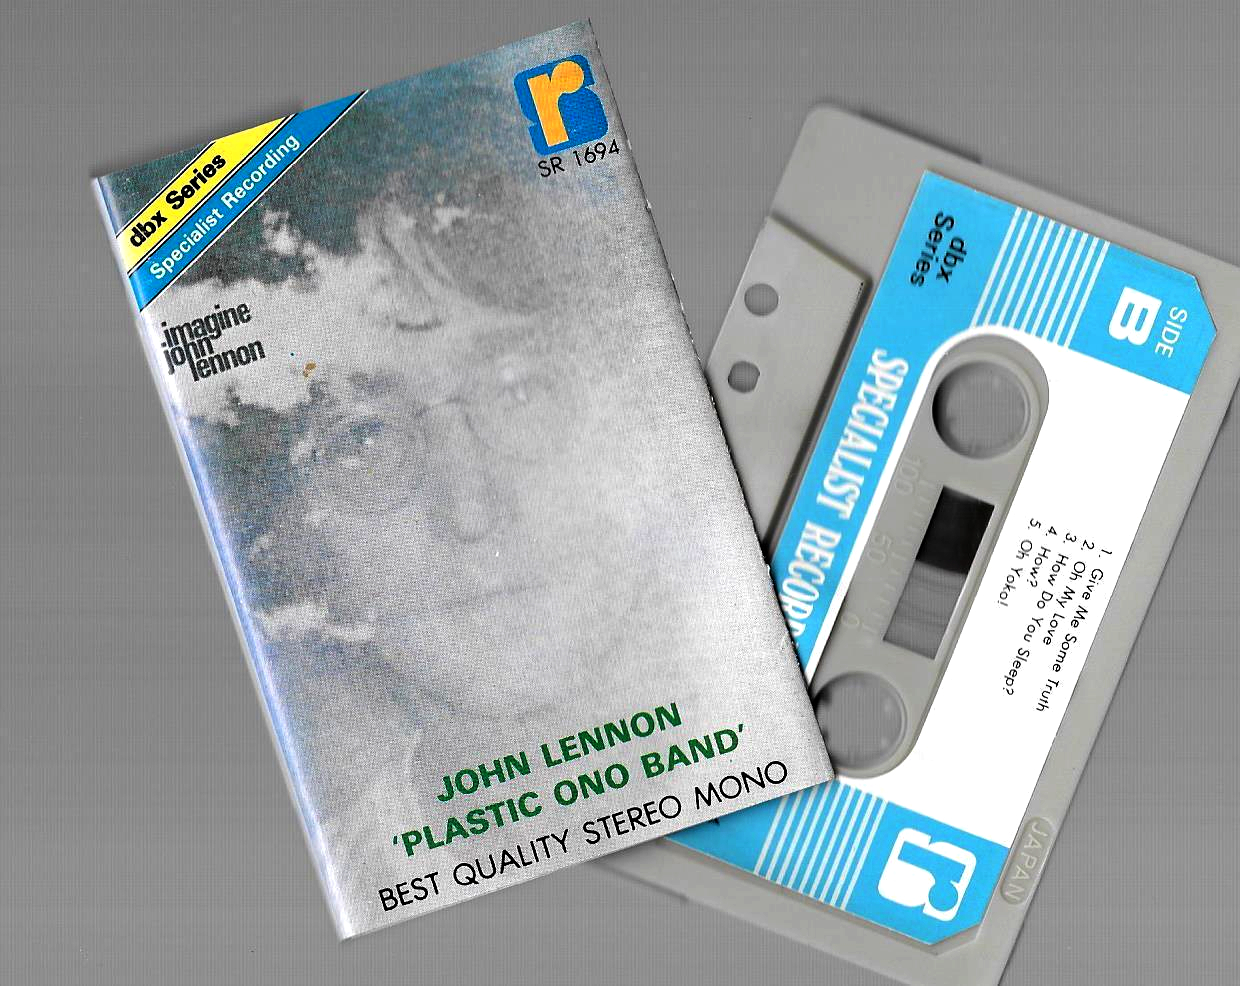 dbx Series
Specialist Recording
SR 1694
imagine
john
lennon
JOHN LENNON
'PLASTIC ONO BAND'
BEST QUALITY STEREO MONO
dbx
Series
SIDE
B
SPECIALIST RECOR
100
50
0
1. Give Me Some Truth
2. Oh My Love
3. How Do You Sleep?
4. How?
5. Oh Yoko!
JAPAN